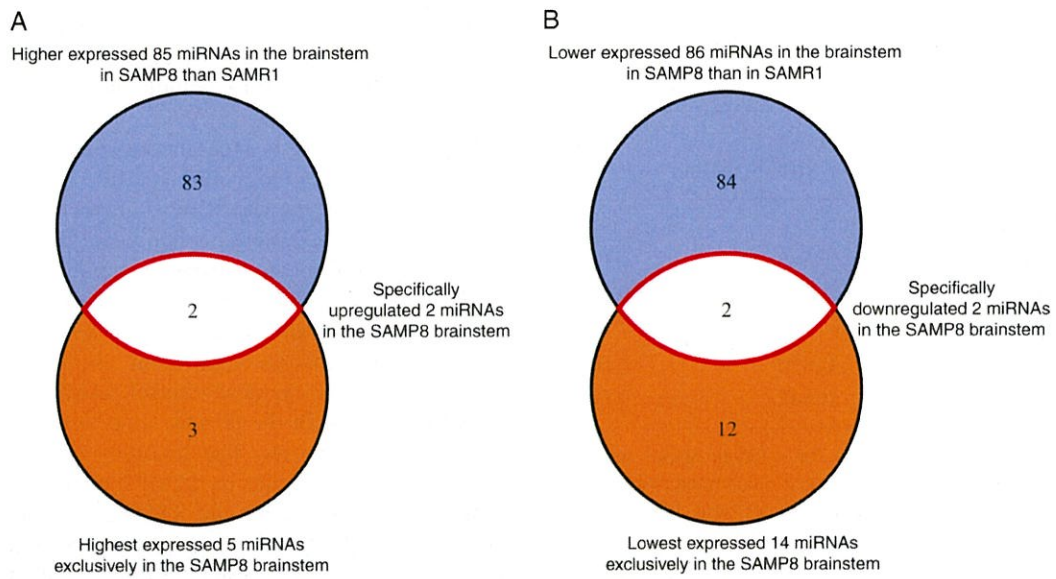 A
Higher expressed 85 miRNAs in the brainstem
in SAMP8 than SAMR1
83
2
Specifically
upregulated 2 miRNAs
in the SAMP8 brainstem
3
Highest expressed 5 miRNAs
exclusively in the SAMP8 brainstem
B
Lower expressed 86 miRNAs in the brainstem
in SAMP8 than in SAMR1
84
2
Specifically
downregulated 2 miRNAs
in the SAMP8 brainstem
12
Lowest expressed 14 miRNAs
exclusively in the SAMP8 brainstem